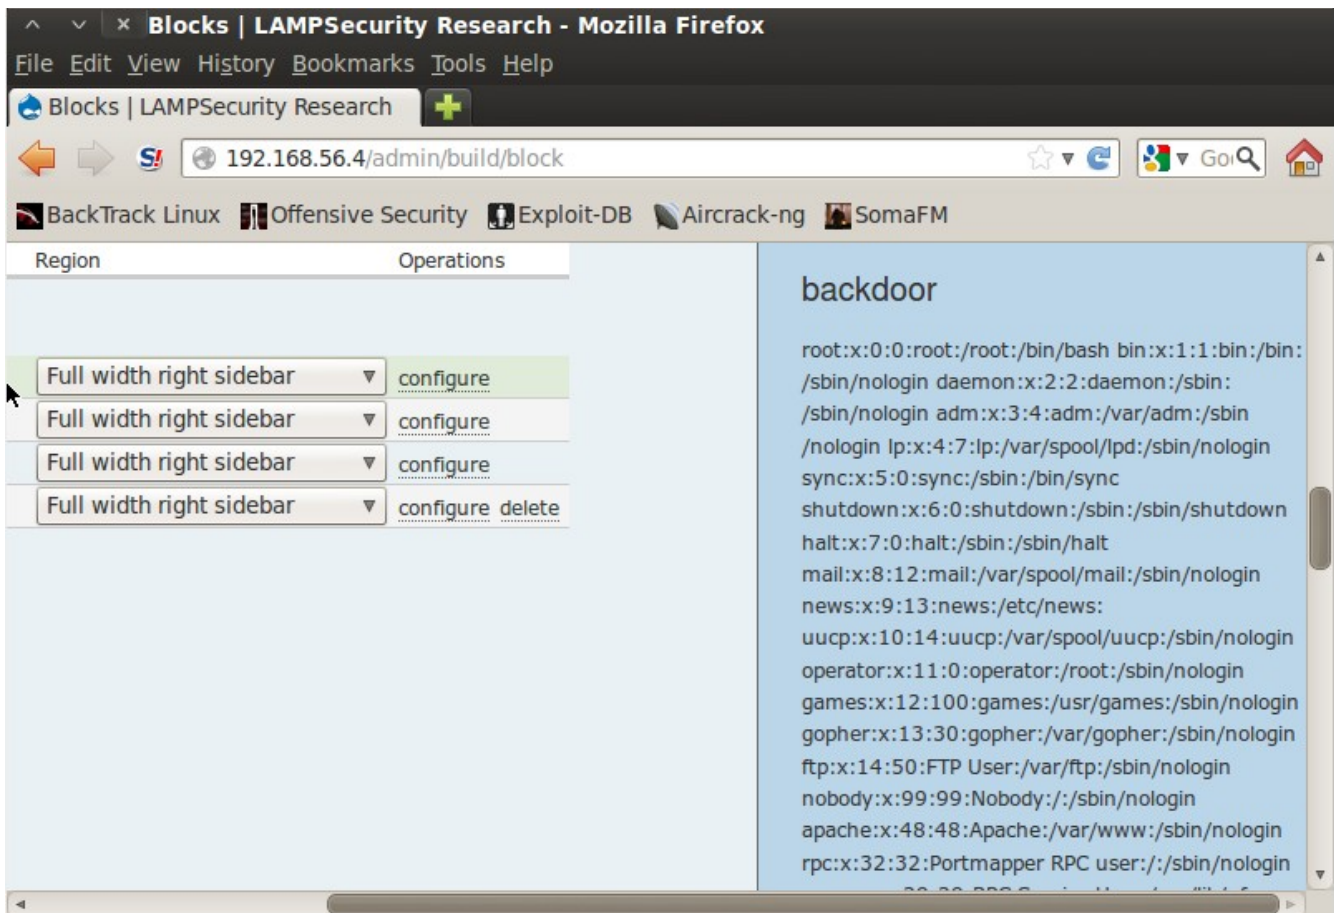 Blocks | LAMPSecurity Research - Mozilla Firefox
File Edit View History Bookmarks Tools Help
Blocks | LAMPSecurity Research
192.168.56.4/admin/build/block
BackTrack Linux Offensive Security Exploit-DB Aircrack-ng SomaFM
Region Operations
Full width right sidebar configure
Full width right sidebar configure
Full width right sidebar configure
Full width right sidebar configure delete
backdoor
root:x:0:0:root:/root:/bin/bash bin:x:1:1:bin:/bin:
/sbin/nologin daemon:x:2:2:daemon:/sbin:
/sbin/nologin adm:x:3:4:adm:/var/adm:/sbin
/nologin lp:x:4:7:lp:/var/spool/lpd:/sbin/nologin
sync:x:5:0:sync:/sbin:/bin/sync
shutdown:x:6:0:shutdown:/sbin:/sbin/shutdown
halt:x:7:0:halt:/sbin:/sbin/halt
mail:x:8:12:mail:/var/spool/mail:/sbin/nologin
news:x:9:13:news:/etc/news:
uucp:x:10:14:uucp:/var/spool/uucp:/sbin/nologin
operator:x:11:0:operator:/root:/sbin/nologin
games:x:12:100:games:/usr/games:/sbin/nologin
gopher:x:13:30:gopher:/var/gopher:/sbin/nologin
ftp:x:14:50:FTP User:/var/ftp:/sbin/nologin
nobody:x:99:99:Nobody:/:/sbin/nologin
apache:x:48:48:Apache:/var/www:/sbin/nologin
rpc:x:32:32:Portmapper RPC user:/:/sbin/nologin